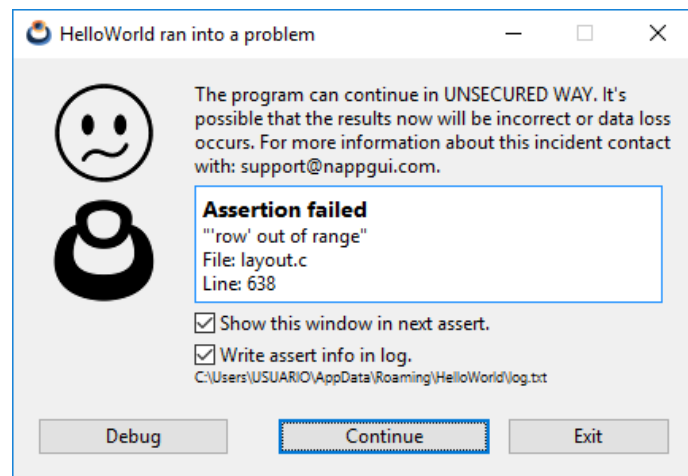 HelloWorld ran into a problem
The program can continue in UNSECURED WAY. It's
possible that the results now will be incorrect or data loss
occurs. For more information about this incident contact
with: support@nappgui.com.
Assertion failed
"'row' out of range"
File: layout.c
Line: 638
Show this window in next assert.
Write assert info in log.
C:\Users\USUARIO\AppData\Roaming\HelloWorld\log.txt
Debug
Continue
Exit